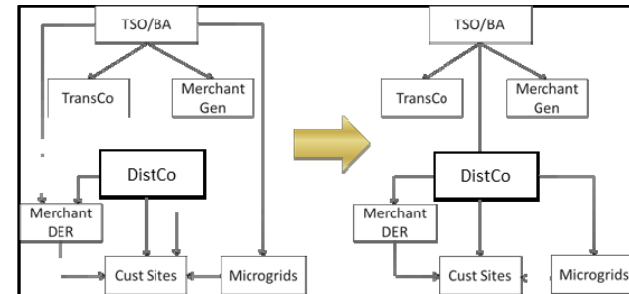 TSO/BA
TransCo
Merchant
Gen
DistCo
Merchant
DER
Cust Sites
Microgrids
TSO/BA
TransCo
Merchant
Gen
DistCo
Merchant
DER
Cust Sites
Microgrids